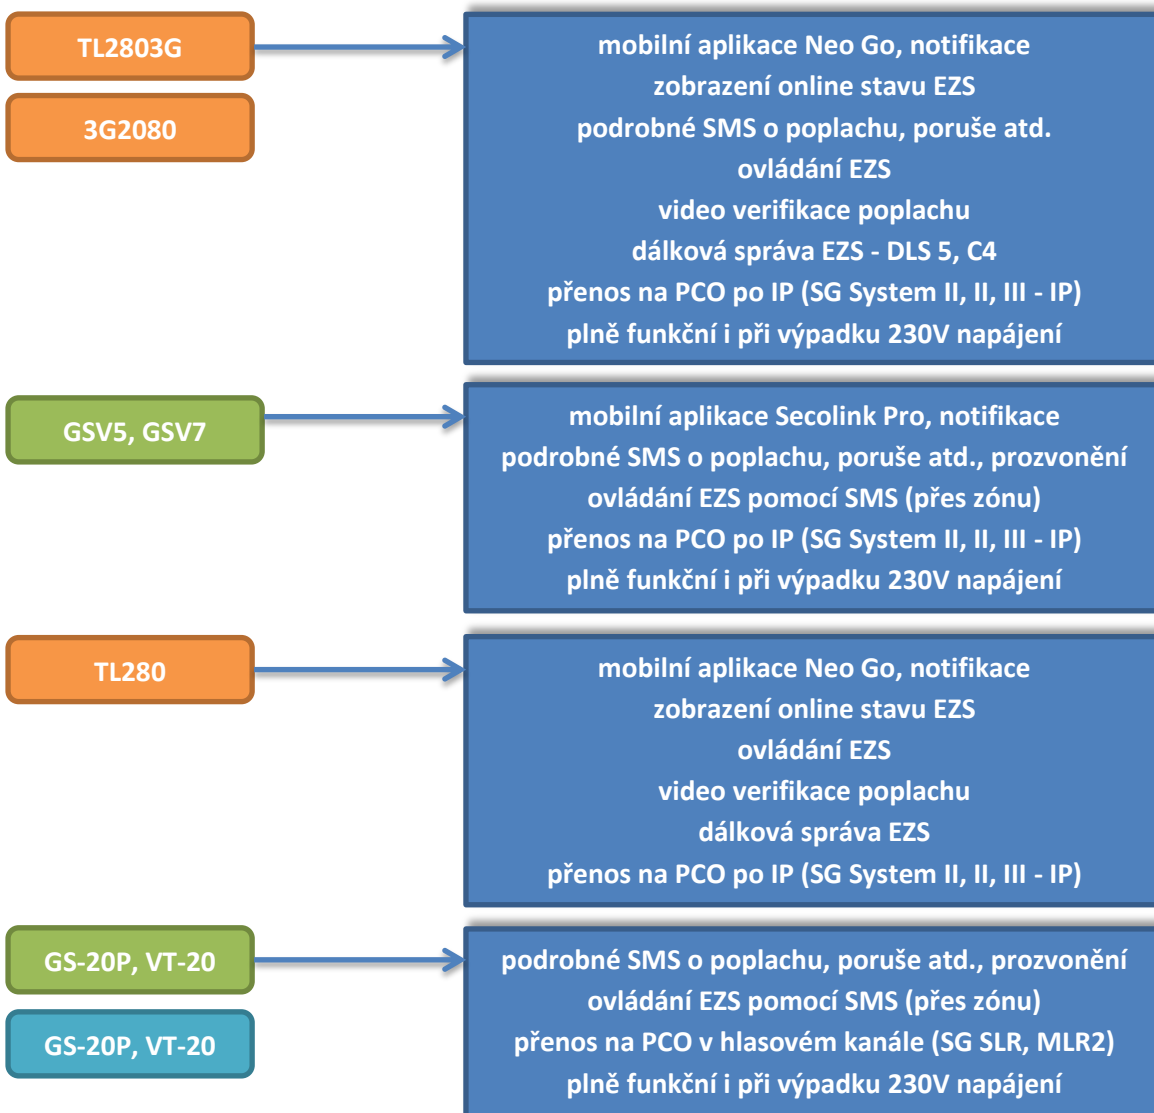 TL2803G
3G2080
mobilní aplikace Neo Go, notifikace
zobrazení online stavu EZS
podrobné SMS o poplachu, poruše atd.
ovládání EZS
video verifikace poplachu
dálková správa EZS - DLS 5, C4
přenos na PCO po IP (SG System II, II, III - IP)
plně funkční i při výpadku 230V napájení
GSV5, GSV7
mobilní aplikace Secolink Pro, notifikace
podrobné SMS o poplachu, poruše atd., prozvonění
ovládání EZS pomocí SMS (přes zónu)
přenos na PCO po IP (SG System II, II, III - IP)
plně funkční i při výpadku 230V napájení
TL280
mobilní aplikace Neo Go, notifikace
zobrazení online stavu EZS
ovládání EZS
video verifikace poplachu
dálková správa EZS
přenos na PCO po IP (SG System II, II, III - IP)
GS-20P, VT-20
GS-20P, VT-20
podrobné SMS o poplachu, poruše atd., prozvonění
ovládání EZS pomocí SMS (přes zónu)
přenos na PCO v hlasovém kanále (SG SLR, MLR2)
plně funkční i při výpadku 230V napájení